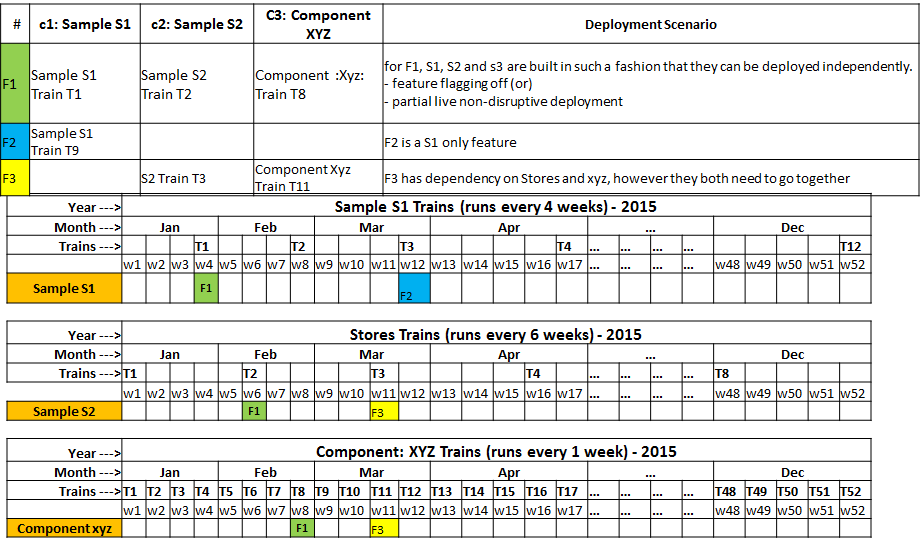 # c1: Sample S1 c2: Sample S2 C3: Component XYZ Deployment Scenario
F1 Sample S1 Train T1 Sample S2 Train T2 Component :Xyz: Train T8 for F1, S1, S2 and s3 are built in such a fashion that they can be deployed independently.
- feature flagging off (or)
- partial live non-disruptive deployment
F2 Sample S1 Train T9 F2 is a S1 only feature
F3 S2 Train T3 Component Xyz Train T11 F3 has dependency on Stores and xyz, however they both need to go together
Year ---> Sample S1 Trains (runs every 4 weeks) - 2015
Month ---> Jan Feb Mar Apr ... Dec
Trains ---> T1 T2 T3 T4 ... ... ... ... T12
w1 w2 w3 w4 w5 w6 w7 w8 w9 w10 w11 w12 w13 w14 w15 w16 w17 ... ... ... ... w48 w49 w50 w51 w52
Sample S1 F1 F2
Year ---> Stores Trains (runs every 6 weeks) - 2015
Month ---> Jan Feb Mar Apr ... Dec
Trains ---> T1 T2 T3 T4 ... ... ... ... T8
w1 w2 w3 w4 w5 w6 w7 w8 w9 w10 w11 w12 w13 w14 w15 w16 w17 ... ... ... ... w48 w49 w50 w51 w52
Sample S2 F1 F3
Year ---> Component: XYZ Trains (runs every 1 week) - 2015
Month ---> Jan Feb Mar Apr ... Dec
Trains ---> T1 T2 T3 T4 T5 T6 T7 T8 T9 T10 T11 T12 T13 T14 T15 T16 T17 ... ... ... ... T48 T49 T50 T51 T52
w1 w2 w3 w4 w5 w6 w7 w8 w9 w10 w11 w12 w13 w14 w15 w16 w17 ... ... ... ... w48 w49 w50 w51 w52
Component xyz F1 F3